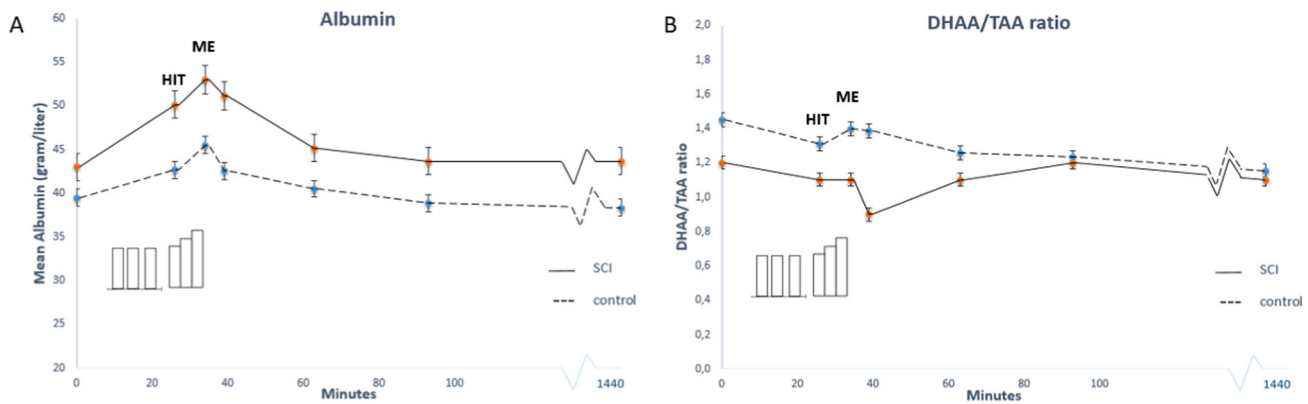 A
Albumin
Mean Albumin (gram/liter)
60
55
50
45
40
35
30
25
20
HIT
ME
SCI
control
0 20 40 60 80 100 1440
Minutes
B
DHAA/TAA ratio
DHAA/TAA ratio
2,0
1,8
1,6
1,4
1,2
1,0
0,8
0,6
0,4
0,2
0,0
HIT
ME
SCI
control
0 20 40 60 80 100 1440
Minutes